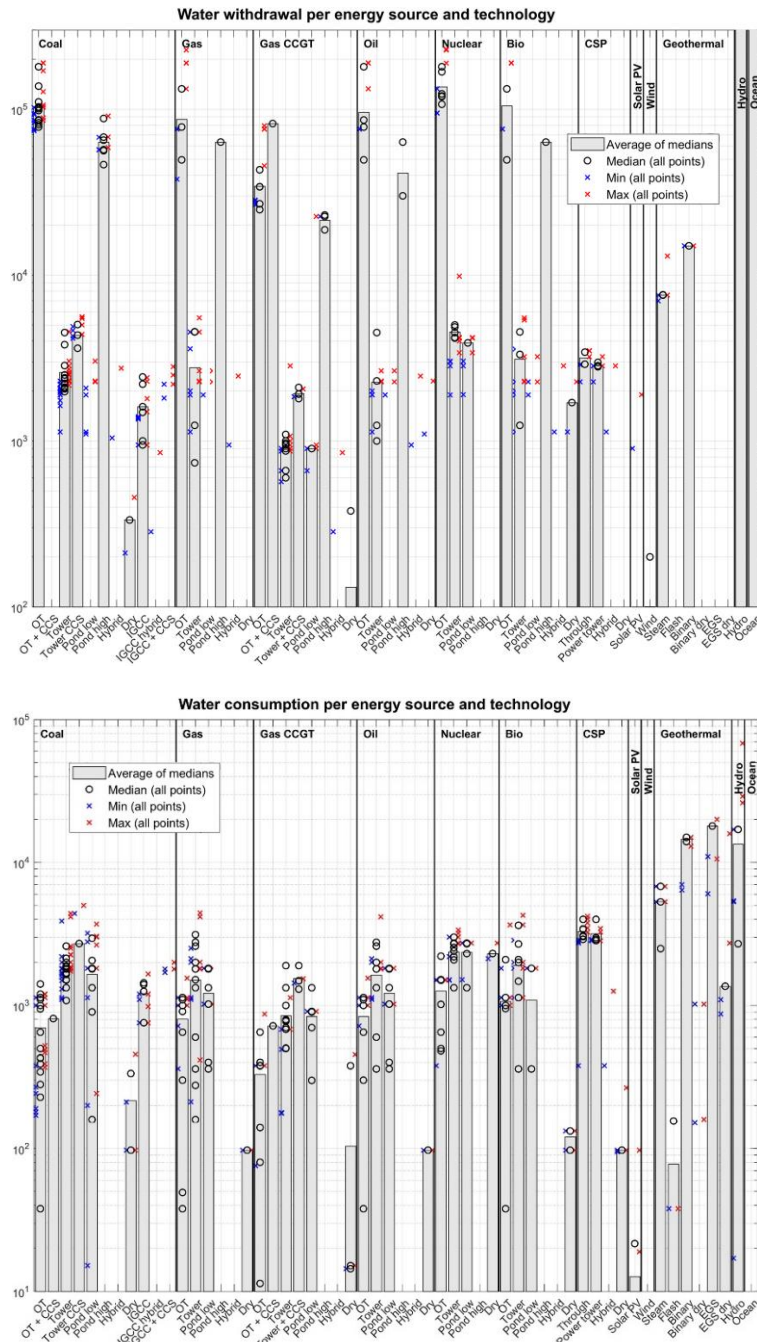 Water withdrawal per energy source and technology
Coal Gas Gas CCGT Oil Nuclear Bio CSP Solar PV Wind Geothermal Hydro Ocean
Average of medians
Median (all points)
Min (all points)
Max (all points)
10^5
10^4
10^3
10^2
OT
OT + CCS
Tower
Tower CCS
Pond low
Pond high
Hybrid
Dry
IGCC
IGCC hybrid
IGCC + CCS
OT
Tower
Pond low
Pond high
Hybrid
Dry
OT
OT + CCS
Tower
Tower + CCS
Pond low
Pond high
Hybrid
Dry
OT
Tower
Pond low
Pond high
Hybrid
Dry
OT
Tower
Pond low
Pond high
Dry
OT
Tower
Pond low
Pond high
Hybrid
Dry
Through
Power tower
Hybrid
Dry
Solar PV
Wind
Steam
Flash
Binary
Binary dry
EGS
EGS dry
Hydro
Ocean
Water consumption per energy source and technology
Coal Gas Gas CCGT Oil Nuclear Bio CSP Solar PV Wind Geothermal Hydro Ocean
Average of medians
Median (all points)
Min (all points)
Max (all points)
10^5
10^4
10^3
10^2
10^1
OT
OT + CCS
Tower
Tower CCS
Pond low
Pond high
Hybrid
Dry
IGCC
IGCC hybrid
IGCC + CCS
OT
Tower
Pond low
Pond high
Hybrid
Dry
OT
OT + CCS
Tower
Tower + CCS
Pond low
Pond high
Hybrid
Dry
OT
Tower
Pond low
Pond high
Hybrid
Dry
OT
Tower
Pond low
Pond high
Dry
OT
Tower
Pond low
Pond high
Hybrid
Dry
Through
Power tower
Hybrid
Dry
Solar PV
Wind
Steam
Flash
Binary
Binary dry
EGS
EGS dry
Hydro
Ocean